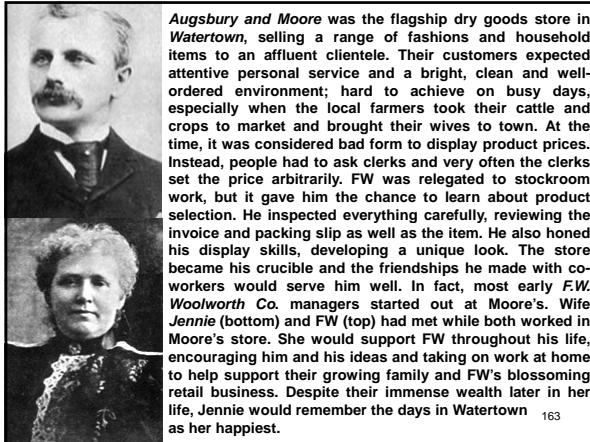 Augsbury and Moore was the flagship dry goods store in
Watertown, selling a range of fashions and household
items to an affluent clientele. Their customers expected
attentive personal service and a bright, clean and well-
ordered environment; hard to achieve on busy days,
especially when the local farmers took their cattle and
crops to market and brought their wives to town. At the
time, it was considered bad form to display product prices.
Instead, people had to ask clerks and very often the clerks
set the price arbitrarily. FW was relegated to stockroom
work, but it gave him the chance to learn about product
selection. He inspected everything carefully, reviewing the
invoice and packing slip as well as the item. He also honed
his display skills, developing a unique look. The store
became his crucible and the friendships he made with co-
workers would serve him well. In fact, most early F.W.
Woolworth Co. managers started out at Moore's. Wife
Jennie (bottom) and FW (top) had met while both worked in
Moore's store. She would support FW throughout his life,
encouraging him and his ideas and taking on work at home
to help support their growing family and FW's blossoming
retail business. Despite their immense wealth later in her
life, Jennie would remember the days in Watertown
as her happiest.
163